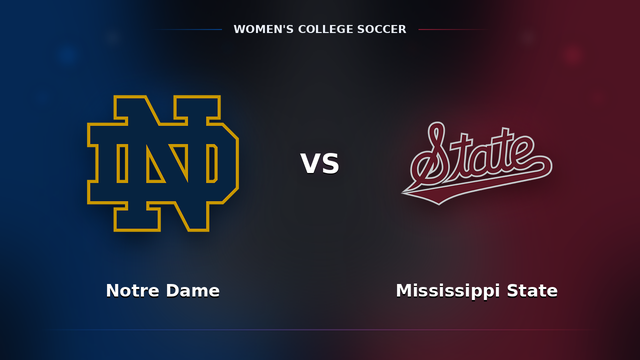 WOMEN'S COLLEGE SOCCER
ND
VS
State
Notre Dame
Mississippi State